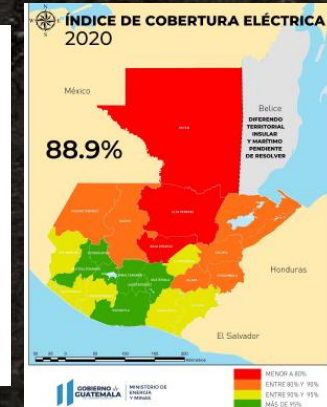 ÍNDICE DE COBERTURA ELÉCTRICA
2020
México
Belice
DIFERENDO
TERRITORIAL
INSULAR
Y MARÍTIMO
PENDIENTE
DE RESOLVER
88.9%
Honduras
El Salvador
GOBIERNO de
GUATEMALA
MINISTERIO DE
ENERGÍA
Y MINAS
MENOR A 80%
ENTRE 80% Y 90%
ENTRE 90% Y 95%
MÁS DE 95%